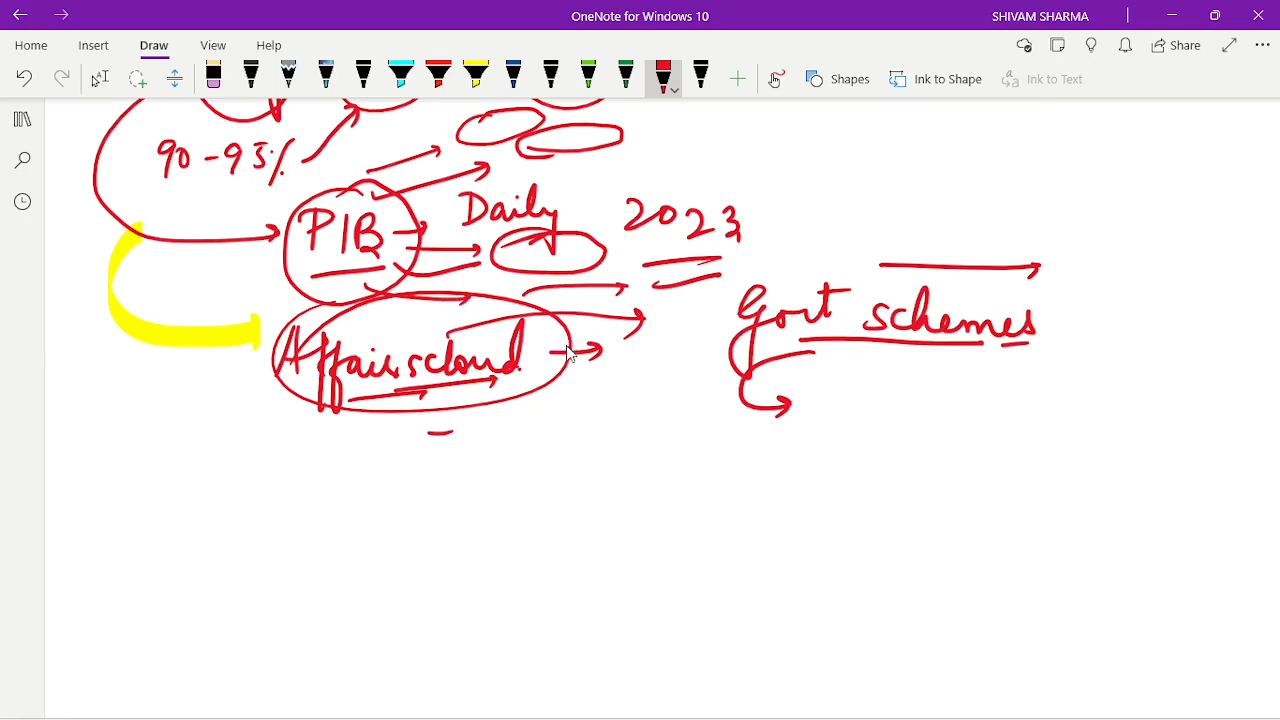 OneNote for Windows 10
SHIVAM SHARMA
Home Insert Draw View Help
Share
Shapes Ink to Shape Ink to Text
90-95%
PIB Daily 2023
Govt schemes
Affairscloud